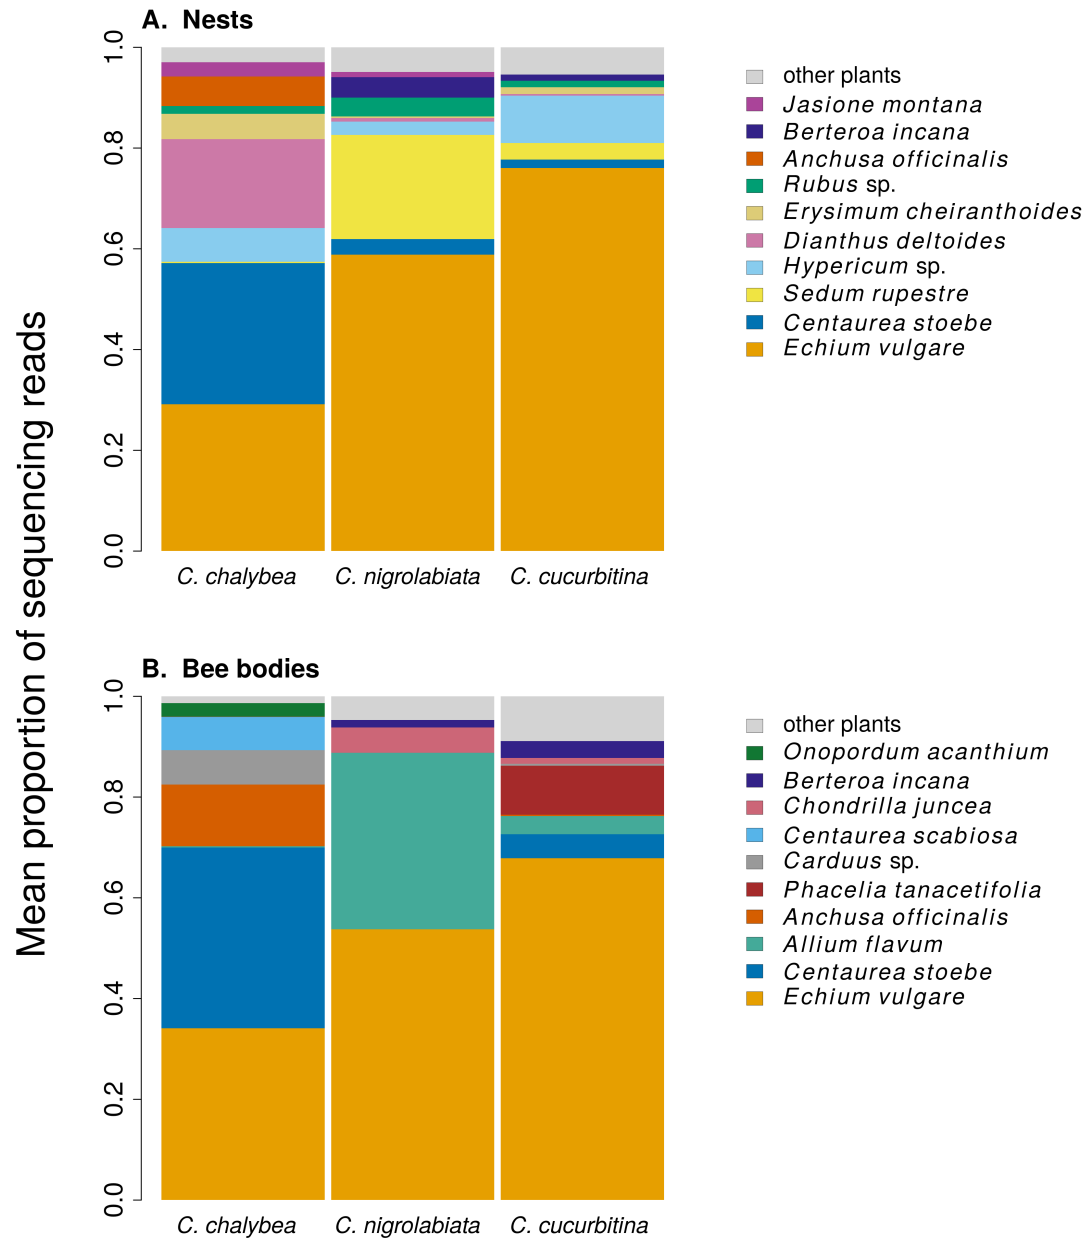 Mean proportion of sequencing reads
A. Nests
1.0
0.8
0.6
0.4
0.2
0.0
C. chalybea
C. nigrolabiata
C. cucurbitina
other plants
Jasione montana
Berteroa incana
Anchusa officinalis
Rubus sp.
Erysimum cheiranthoides
Dianthus deltoides
Hypericum sp.
Sedum rupestre
Centaurea stoebe
Echium vulgare
B. Bee bodies
1.0
0.8
0.6
0.4
0.2
0.0
C. chalybea
C. nigrolabiata
C. cucurbitina
other plants
Onopordum acanthium
Berteroa incana
Chondrilla juncea
Centaurea scabiosa
Carduus sp.
Phacelia tanacetifolia
Anchusa officinalis
Allium flavum
Centaurea stoebe
Echium vulgare